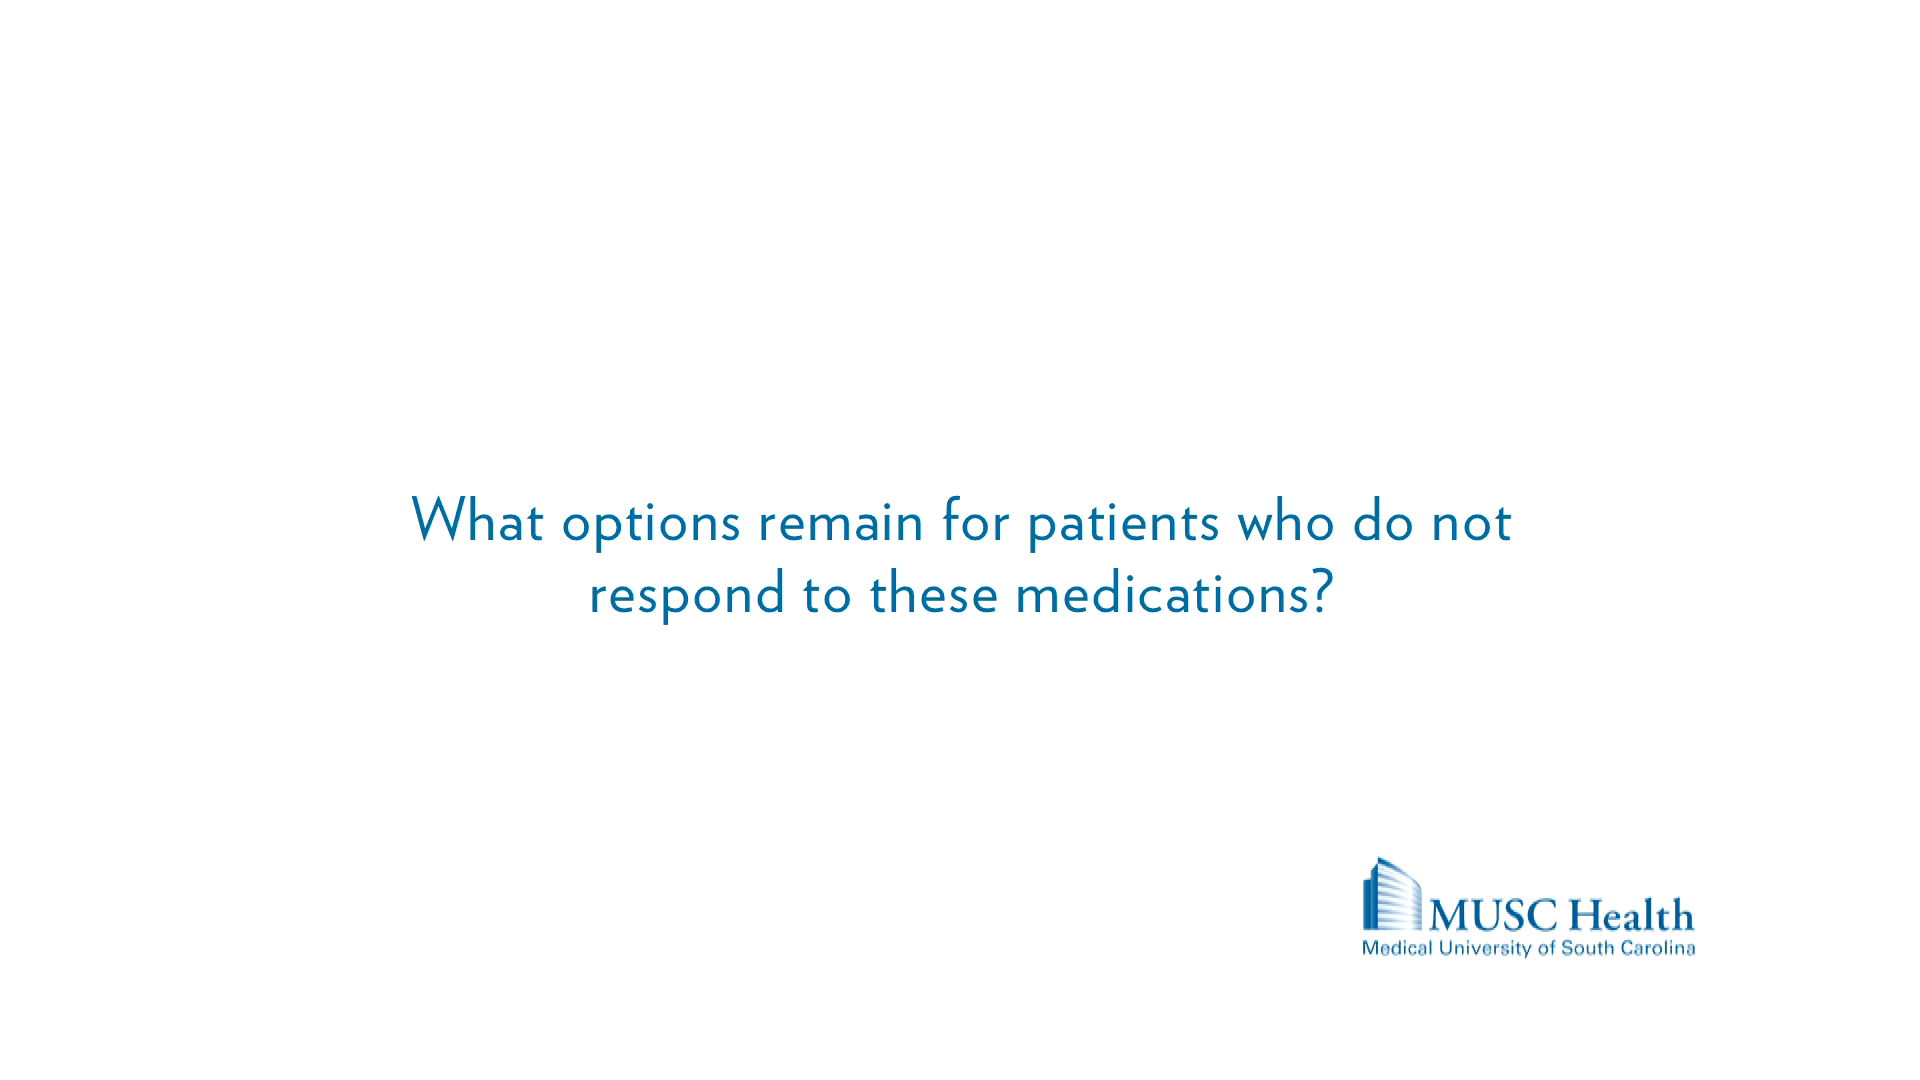 What options remain for patients who do not
respond to these medications?
MUSC Health
Medical University of South Carolina